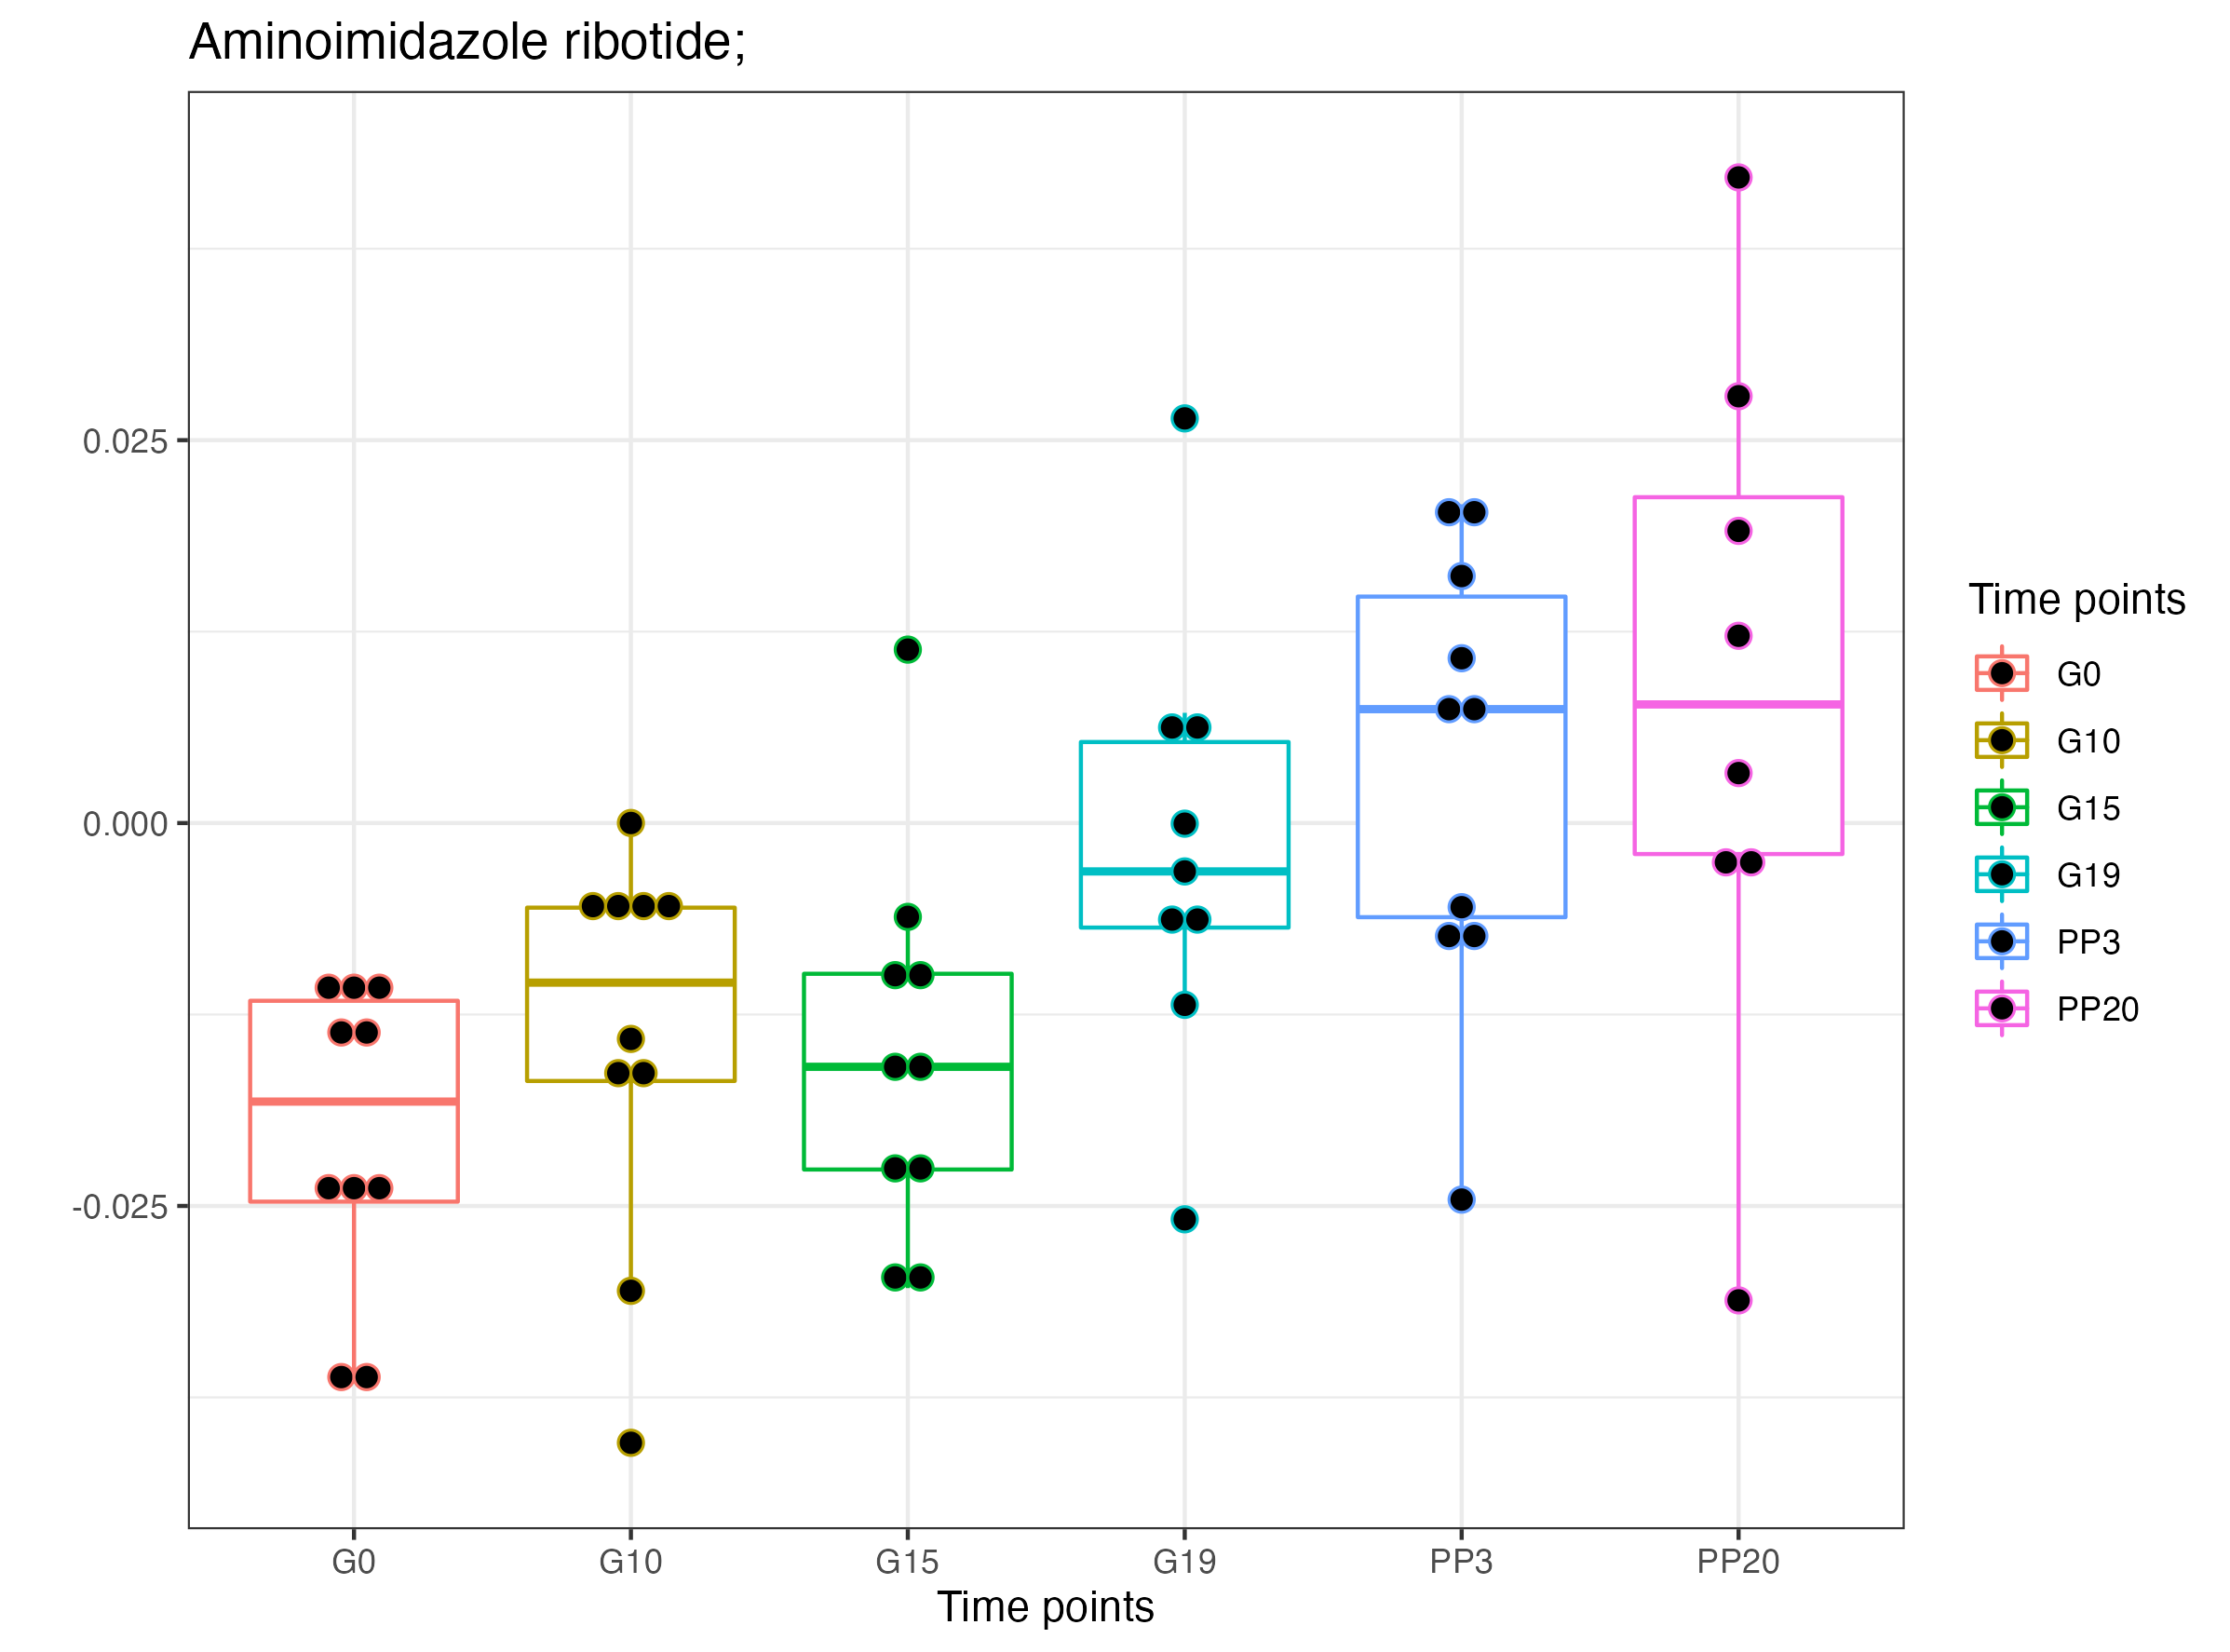 Aminoimidazole ribotide;
0.025
0.000
-0.025
G0 G10 G15 G19 PP3 PP20
Time points
Time points
G0
G10
G15
G19
PP3
PP20